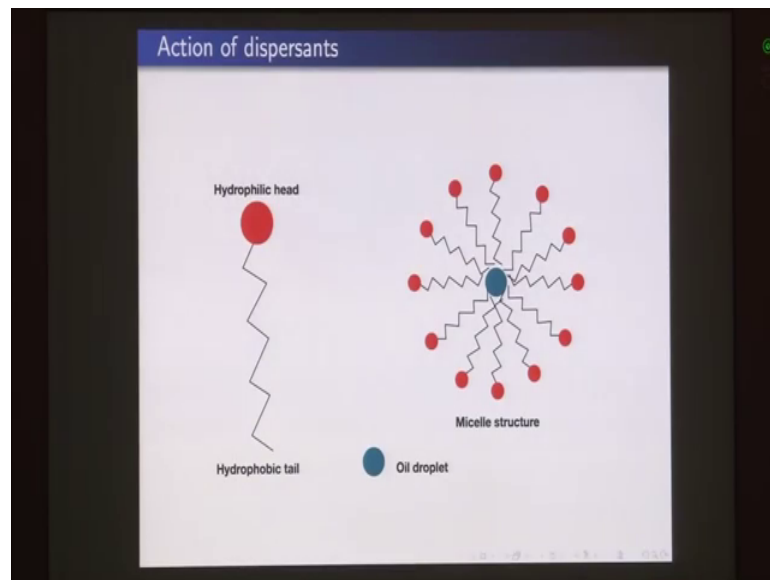 Action of dispersants
Hydrophilic head
Micelle structure
Hydrophobic tail
Oil droplet